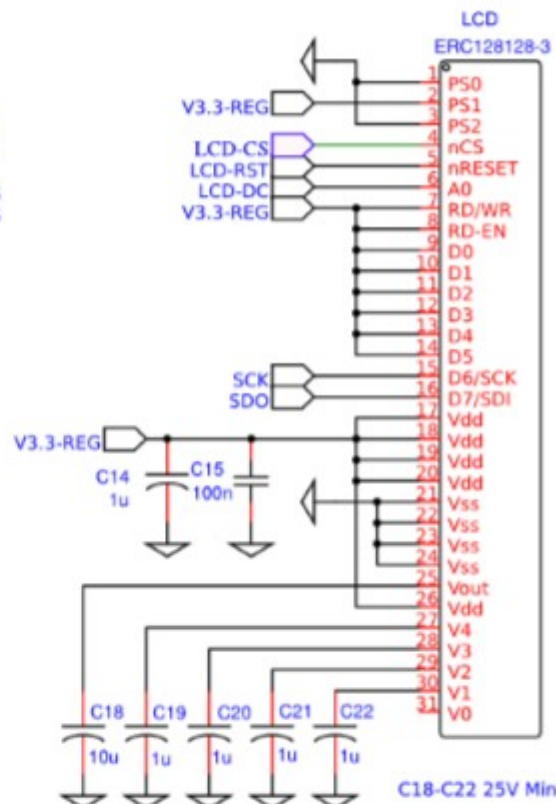 LCD
ERC128128-3
1 PS0
V3.3-REG 2 PS1
3 PS2
LCD-CS 4 nCS
LCD-RST 5 nRESET
LCD-DC 6 A0
V3.3-REG 7 RD/WR
8 RD-EN
9 D0
10 D1
11 D2
12 D3
13 D4
14 D5
SCK 15 D6/SCK
SDO 16 D7/SDI
17 Vdd
V3.3-REG 18 Vdd
19 Vdd
C14 C15 20 Vdd
1u 100n 21 Vss
22 Vss
23 Vss
24 Vss
25 Vout
26 Vdd
27 V4
28 V3
29 V2
30 V1
31 V0
C18 C19 C20 C21 C22
10u 1u 1u 1u 1u
C18-C22 25V Min